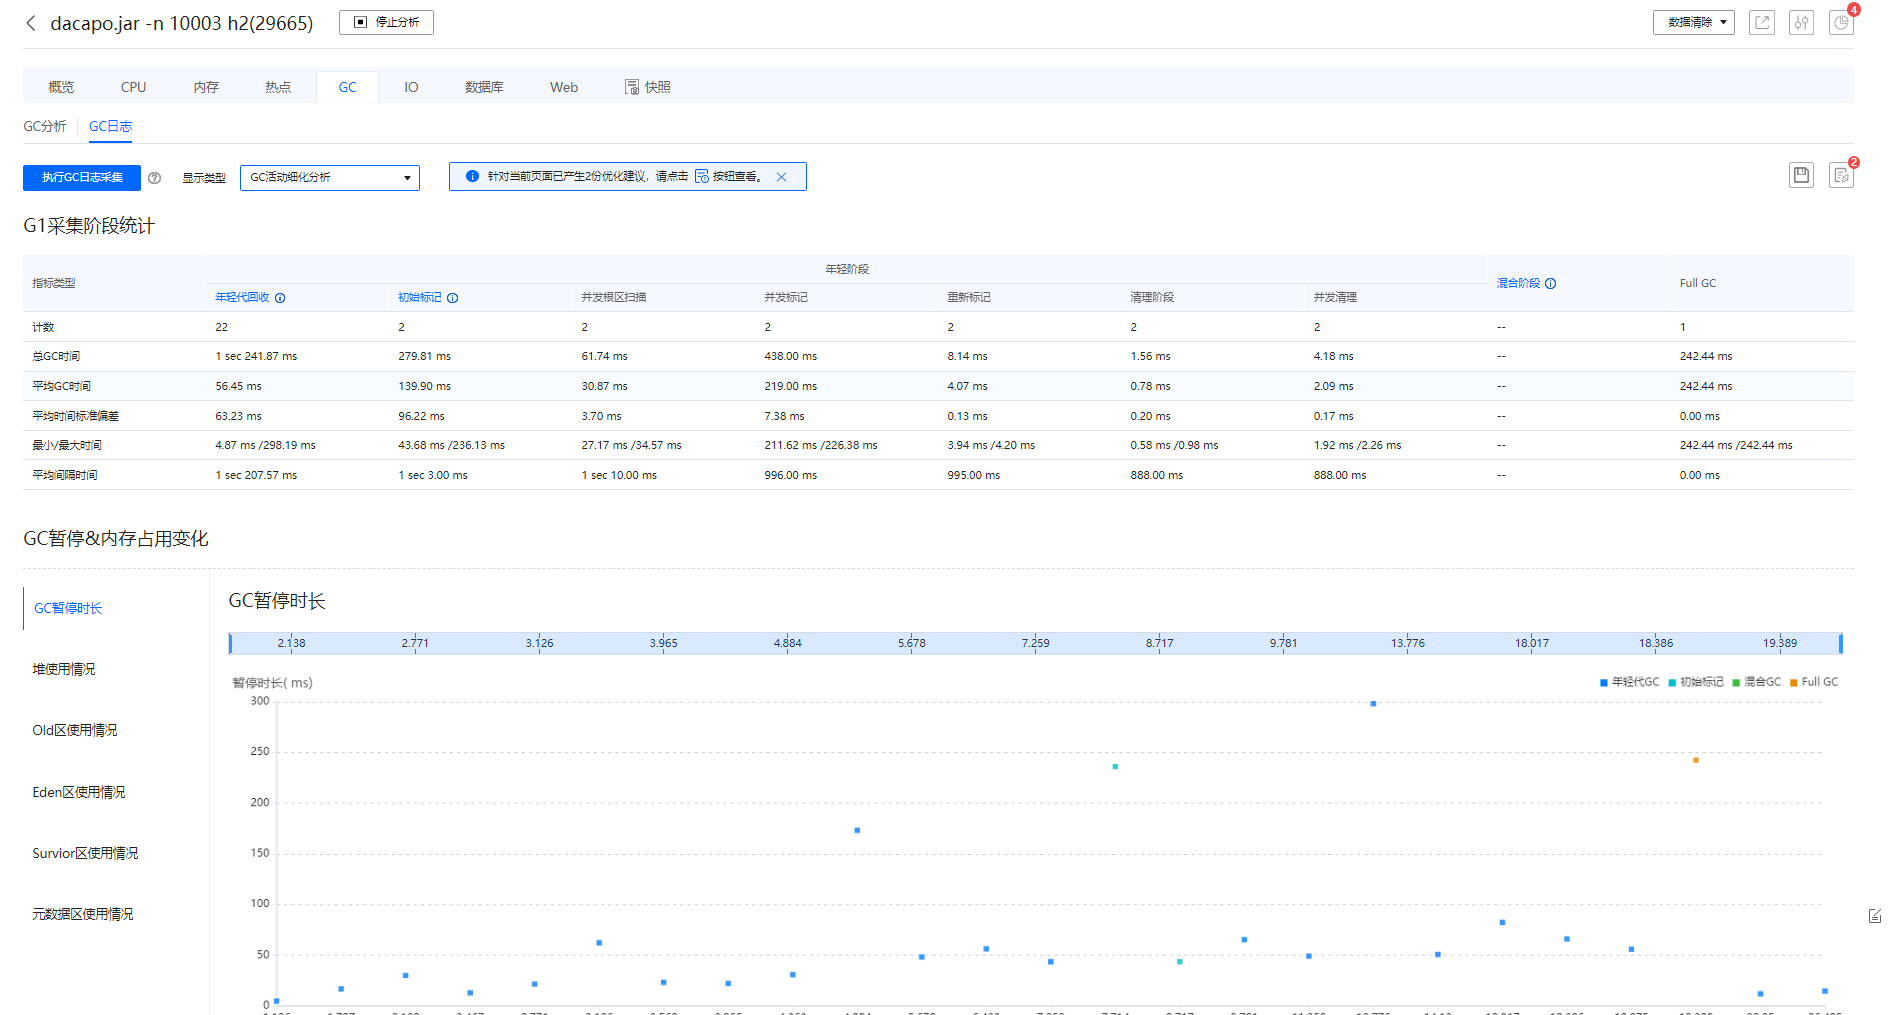 dacapo.jar -n 10003 h2(29665) 停止分析 数据清除 4
概览 CPU 内存 热点 GC IO 数据库 Web 快照
GC分析 GC日志
执行GC日志采集 显示类型 GC活动细化分析 针对当前页面已产生2份优化建议，请点击 按钮查看。 2
G1采集阶段统计
指标类型 年轻阶段 混合阶段 Full GC
年轻代回收 初始标记 并发根区扫描 并发标记 重新标记 清理阶段 并发清理
计数 22 2 2 2 2 2 2 -- 1
总GC时间 1 sec 241.87 ms 279.81 ms 61.74 ms 438.00 ms 8.14 ms 1.56 ms 4.18 ms -- 242.44 ms
平均GC时间 56.45 ms 139.90 ms 30.87 ms 219.00 ms 4.07 ms 0.78 ms 2.09 ms -- 242.44 ms
平均时间标准偏差 63.23 ms 96.22 ms 3.70 ms 7.38 ms 0.13 ms 0.20 ms 0.17 ms -- 0.00 ms
最小/最大时间 4.87 ms /298.19 ms 43.68 ms /236.13 ms 27.17 ms /34.57 ms 211.62 ms /226.38 ms 3.94 ms /4.20 ms 0.58 ms /0.98 ms 1.92 ms /2.26 ms -- 242.44 ms /242.44 ms
平均间隔时间 1 sec 207.57 ms 1 sec 3.00 ms 1 sec 10.00 ms 996.00 ms 995.00 ms 888.00 ms 888.00 ms -- 0.00 ms
GC暂停&内存占用变化
GC暂停时长
堆使用情况
Old区使用情况
Eden区使用情况
Survior区使用情况
元数据区使用情况
GC暂停时长
2.138 2.771 3.126 3.965 4.884 5.678 7.259 8.717 9.781 13.776 18.017 18.386 19.389
暂停时长( ms) 年轻代GC 初始标记 混合GC Full GC
300
250
200
150
100
50
0